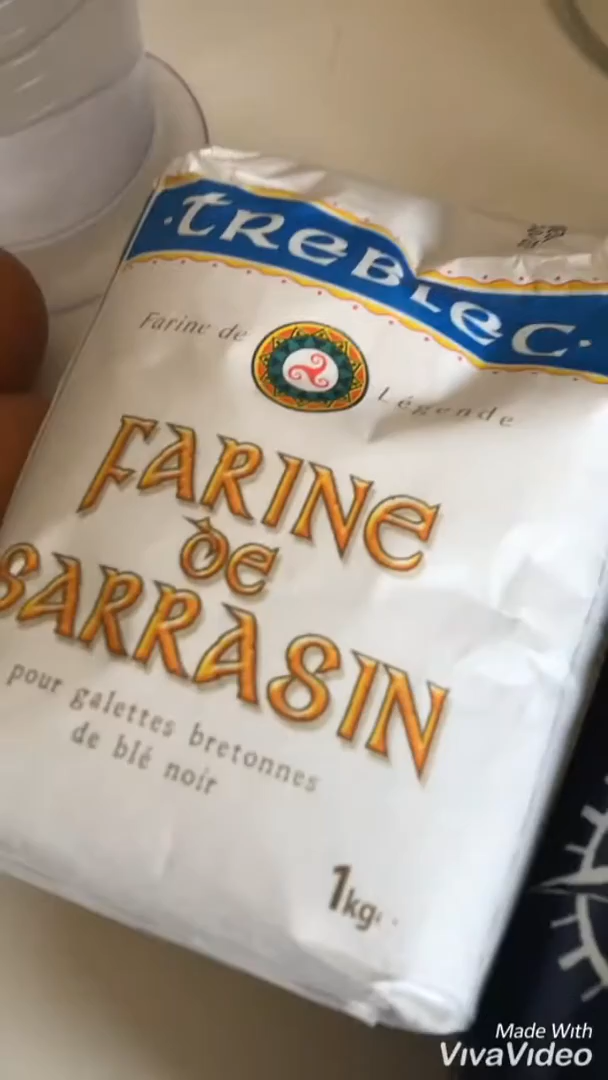 ·TREBLEC·
Farine de Légende
FARINE
de
SARRASIN
pour galettes bretonnes
de blé noir
1kg
Made With
VivaVideo